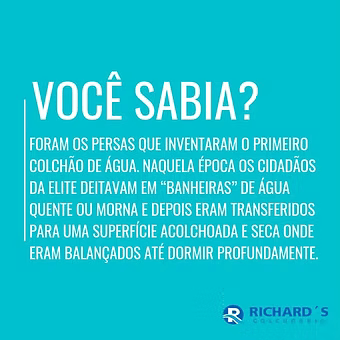 VOCÊ SABIA?
FORAM OS PERSAS QUE INVENTARAM O PRIMEIRO
COLCHÃO DE ÁGUA. NAQUELA ÉPOCA OS CIDADÃOS
DA ELITE DEITAVAM EM “BANHEIRAS” DE ÁGUA
QUENTE OU MORNA E DEPOIS ERAM TRANSFERIDOS
PARA UMA SUPERFÍCIE ACOLCHOADA E SECA ONDE
ERAM BALANÇADOS ATÉ DORMIR PROFUNDAMENTE.
RICHARD´S